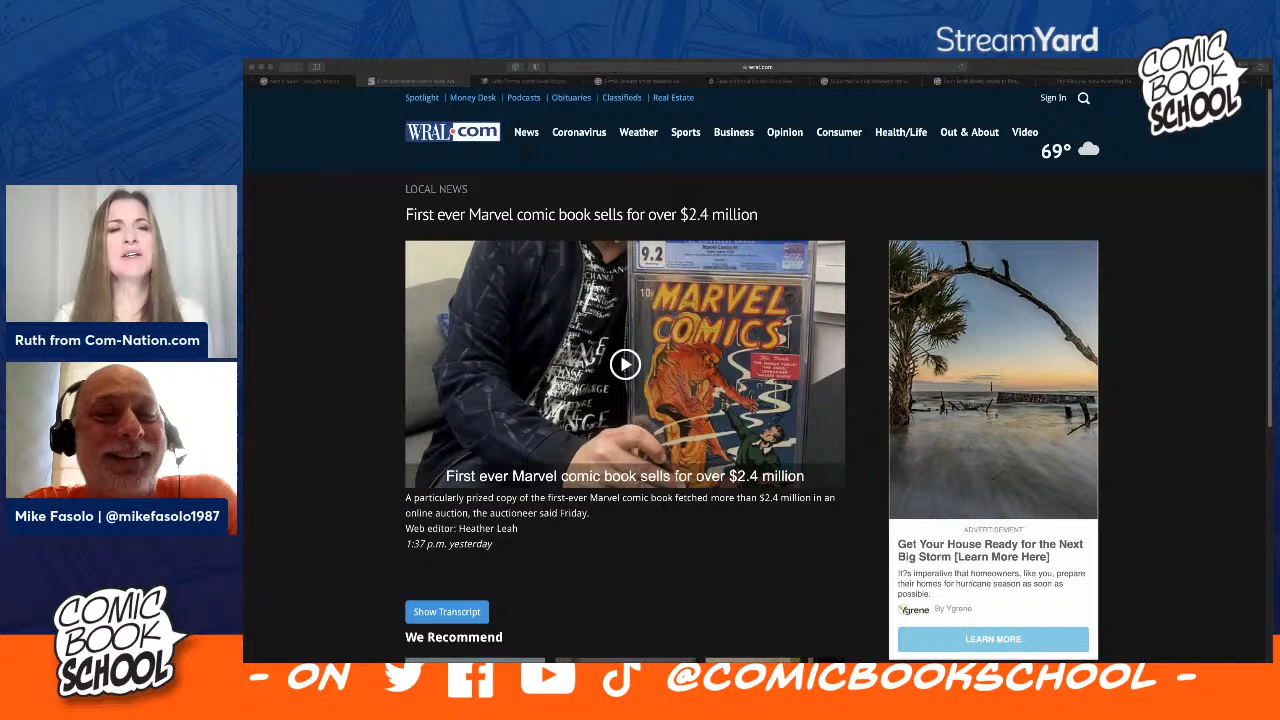 StreamYard
COMIC
BOOK
SCHOOL
wral.com
Spotlight | Money Desk | Podcasts | Obituaries | Classifieds | Real Estate
Sign In
WRAL.com
News Coronavirus Weather Sports Business Opinion Consumer Health/Life Out & About Video
69°
LOCAL NEWS
First ever Marvel comic book sells for over $2.4 million
9.2
10¢
MARVEL
COMICS
First ever Marvel comic book sells for over $2.4 million
A particularly prized copy of the first-ever Marvel comic book fetched more than $2.4 million in an
online auction, the auctioneer said Friday.
Web editor: Heather Leah
1:37 p.m. yesterday
Show Transcript
We Recommend
ADVERTISEMENT
Get Your House Ready for the Next
Big Storm [Learn More Here]
It?s imperative that homeowners, like you, prepare
their homes for hurricane season as soon as
possible.
Ygrene By Ygrene
LEARN MORE
Ruth from Com-Nation.com
Mike Fasolo | @mikefasolo1987
COMIC
BOOK
SCHOOL
- ON @COMICBOOKSCHOOL -